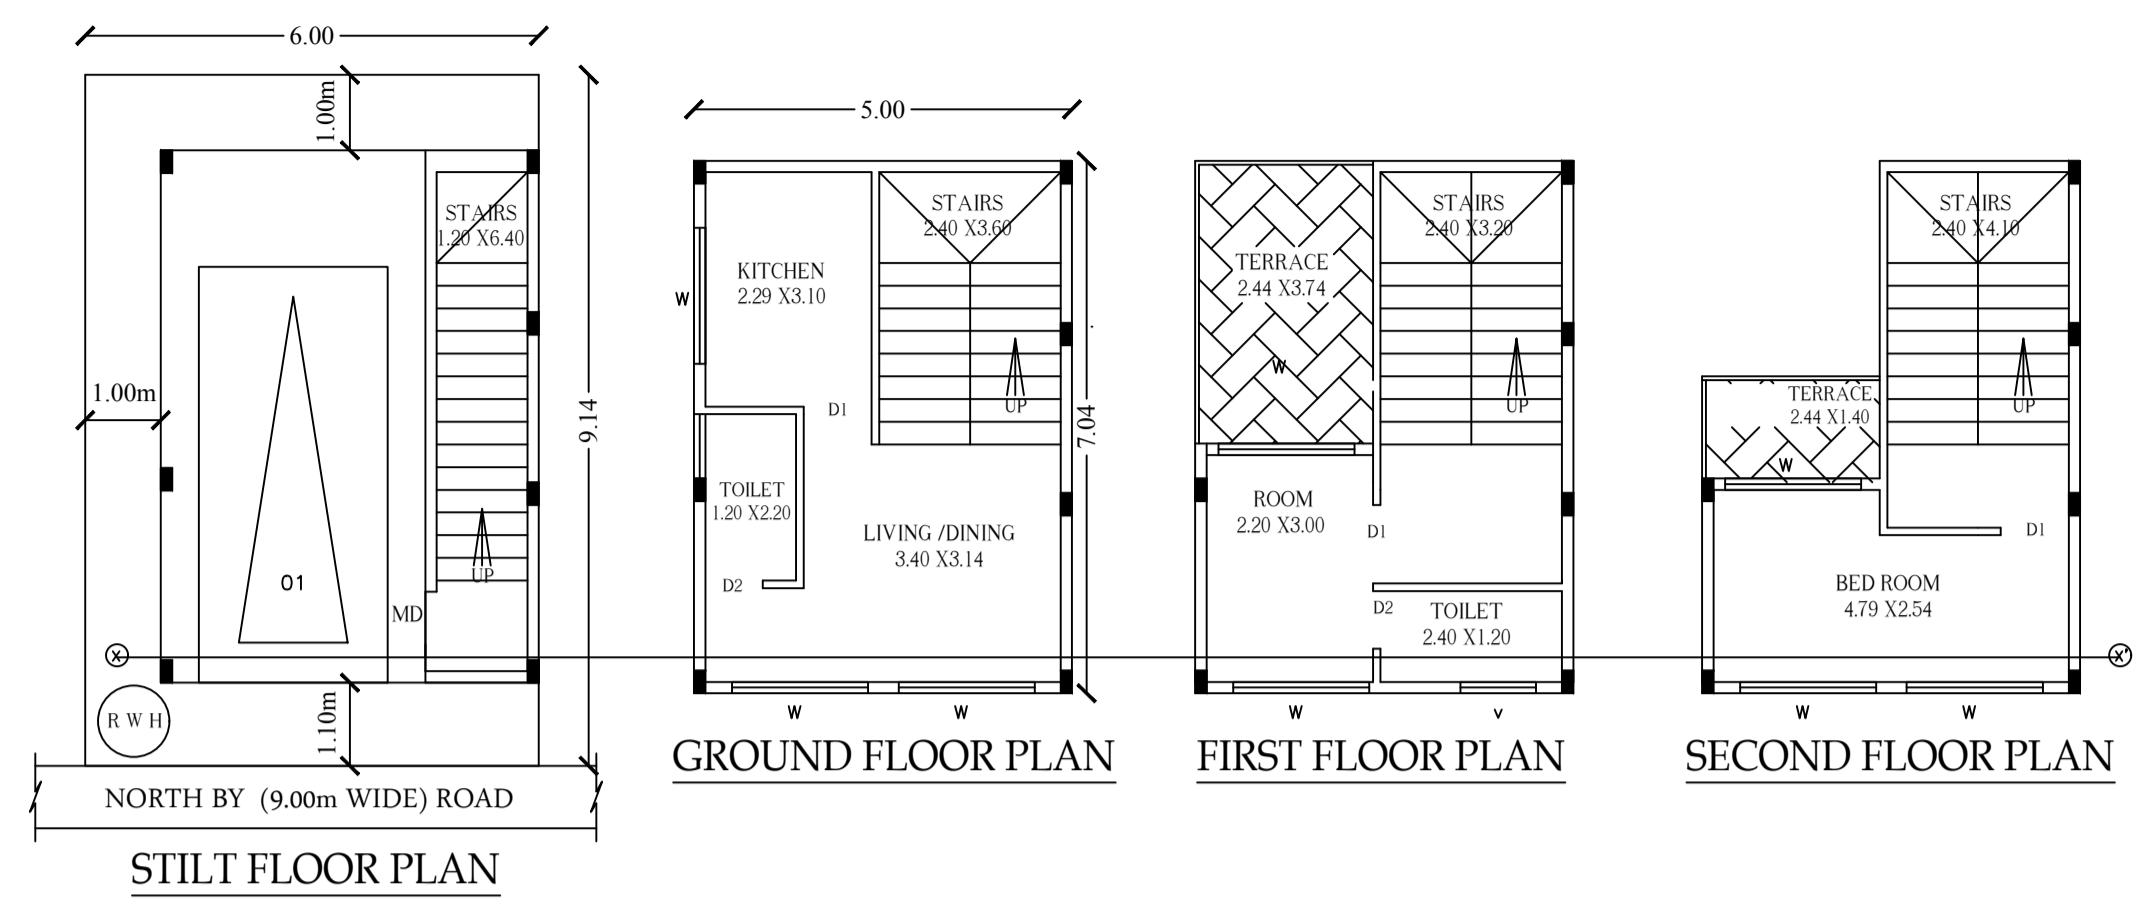 6.00
1.00m
STAIRS
1.20 X6.40
1.00m
9.14
O1
UP
MD
X
R W H
1.10m
NORTH BY (9.00m WIDE) ROAD
STILT FLOOR PLAN
5.00
STAIRS
2.40 X3.60
KITCHEN
2.29 X3.10
W
UP
D1
7.04
TOILET
1.20 X2.20
LIVING /DINING
3.40 X3.14
D2
W
W
GROUND FLOOR PLAN
STAIRS
2.40 X3.20
TERRACE
2.44 X3.74
W
UP
ROOM
2.20 X3.00
D1
D2
TOILET
2.40 X1.20
W
v
FIRST FLOOR PLAN
STAIRS
2.40 X4.10
TERRACE
2.44 X1.40
UP
W
D1
BED ROOM
4.79 X2.54
X'
W
W
SECOND FLOOR PLAN